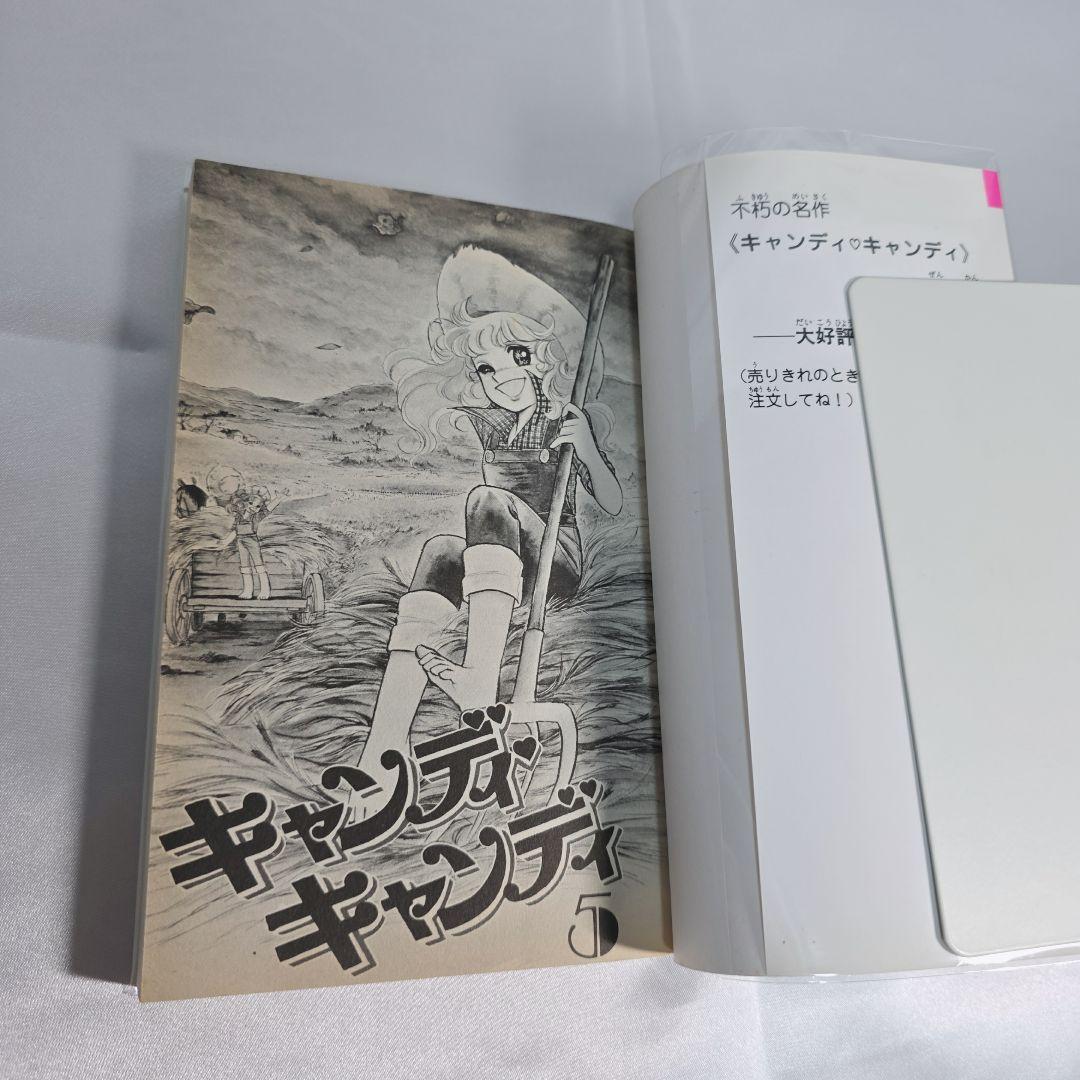 キャンディ♥
キャンディ
5
不朽の名作
《キャンディ♡キャンディ》
——大好評
(売りきれのとき
注文してね!)